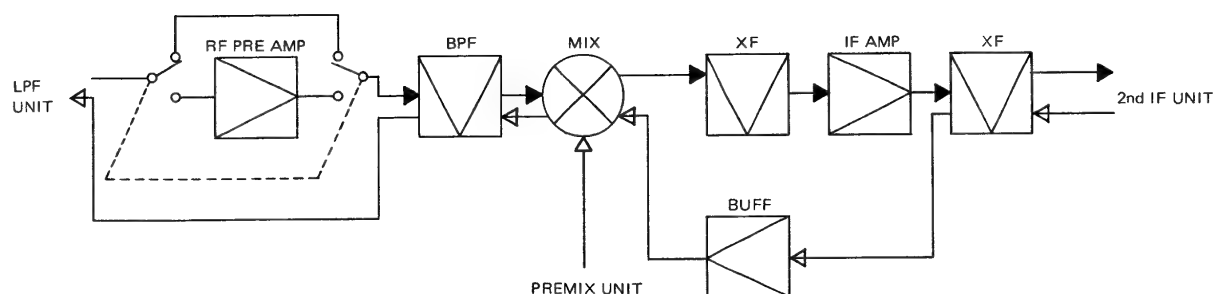 RF PRE AMP
BPF
MIX
XF
IF AMP
XF
LPF
UNIT
2nd IF UNIT
BUFF
PREMIX UNIT